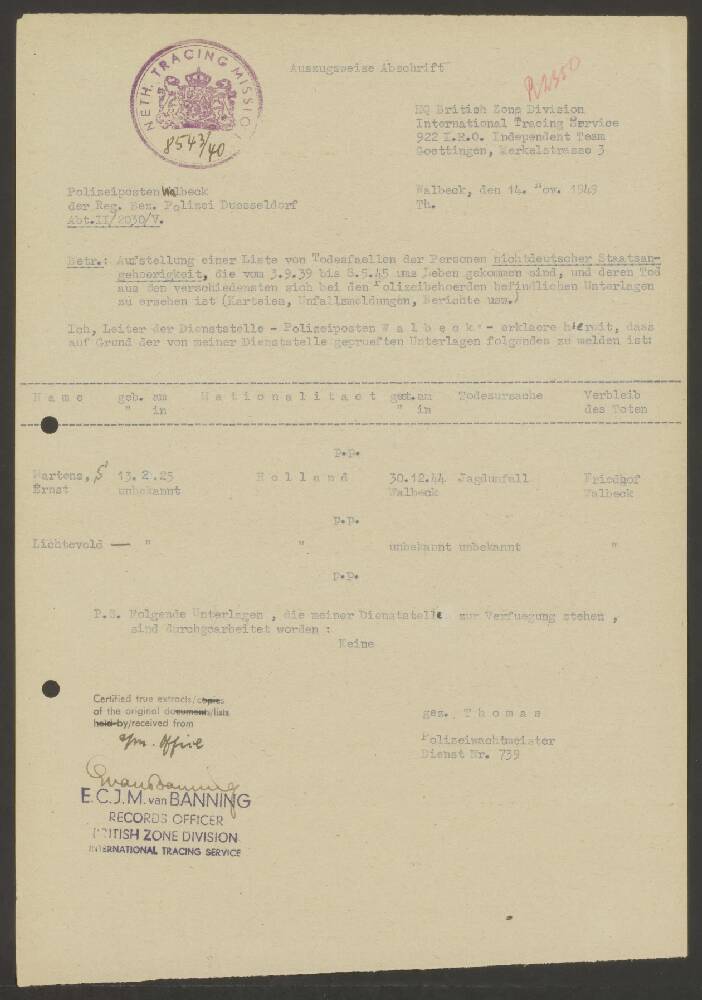 NETH. TRACING MISSION
8543/40
Auszugsweise Abschrift
R2350
HQ British Zone Division
International Tracing Service
922 I.R.O. Independent Team
Goettingen, Merkelstrasse 3
Polizeiposten Walbeck
der Reg. Bez. Polizei Duesseldorf
Abt.II/2030/V.
Walbeck, den 14. Nov. 1949
Th.
Betr.: Aufstellung einer Liste von Todesfaellen der Personen nichtdeutscher Staatsan-
gehoerigkeit, die vom 3.9.39 bis 8.5.45 ums Leben gekommen sind, und deren Tod
aus den verschiedensten sich bei den Polizeibehoerden befindlichen Unterlagen
zu ersehen ist (Karteien, Unfallsmeldungen, Berichte usw.)
Ich, Leiter der Dienststelle - Polizeiposten W a l b e c k - erklaere hiermit, dass
auf Grund der von meiner Dienststelle geprueften Unterlagen folgendes zu melden ist:
N a m e geb. am N a t i o n a l i t a e t gest.am Todesursache Verbleib
" in " in des Toten
p.p.
Martens, S 13. 2.25 H o l l a n d 30.12.44 Jagdunfall Friedhof
Ernst unbekannt Walbeck Walbeck
p.p.
Lichteveld — " " unbekannt unbekannt "
p.p.
P.S. Folgende Unterlagen , die meiner Dienststelle zur Verfuegung stehen ,
sind durchgearbeitet worden :
Keine
Certified true extracts/copies
of the original documents/lists
held by/received from
gez. T h o m a s
Polizeiwachtmeister
Dienst Nr. 739
E.C.J.M. van BANNING
RECORDS OFFICER
BRITISH ZONE DIVISION
INTERNATIONAL TRACING SERVICE